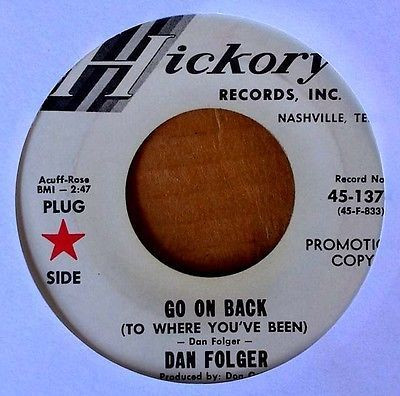 Hickory
RECORDS, INC.
NASHVILLE, TE
Acuff-Rose
BMI – 2:47
PLUG
SIDE
Record No
45-137
(45-F-833)
PROMOTIO
COPY
GO ON BACK
(TO WHERE YOU'VE BEEN)
– Dan Folger –
DAN FOLGER
Produced by: Don